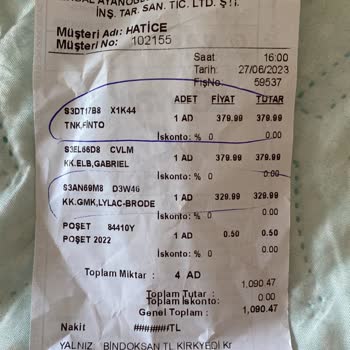 İNŞ. TAR. SAN. TİC. LTD. ŞTİ.
Müşteri Adı: HATİCE
Müşteri No: 102155
Saat 16:00
Tarih: 27/06/2023
FişNo: 59537
ADET FİYAT TUTAR
S3DT17B8 X1K44 1 AD 379.99 379.99
TNK,FİNTO
İskonto: % 0 0.00
S3EL56D8 CVLM 1 AD 379.99 379.99
KK.ELB,GABRIEL
İskonto: % 0 0.00
S3AN69M8 D3W46 1 AD 329.99 329.99
KK.GMK,LYLAC-BRODE
İskonto: % 0 0.00
POŞET 84410Y 1 AD 0.50 0.50
POŞET 2022
İskonto: % 0 0.00
Toplam Miktar : 4 AD
Toplam Tutar : 1,090.47
Toplam İskonto: 0.00
Genel Toplam : 1,090.47
Nakit #######TL
YALNIZ: BİNDOKSAN TL KIRKYEDİ Kr